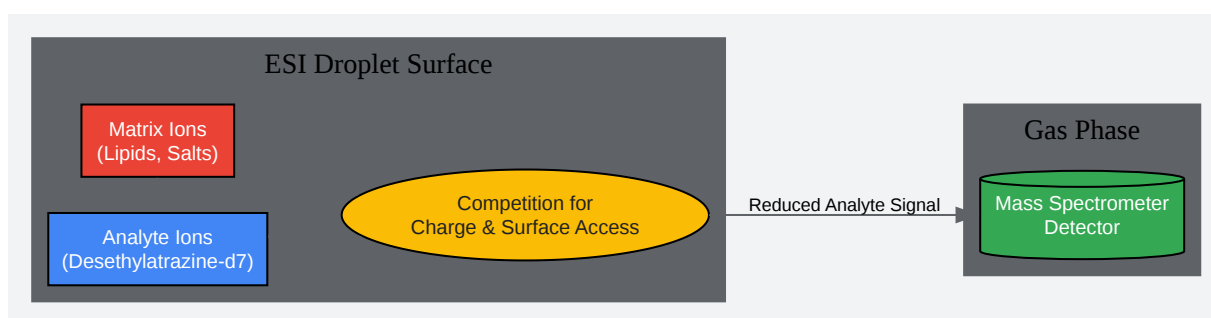 ESI Droplet Surface
Matrix Ions
(Lipids, Salts)
Analyte Ions
(Desethylatrazine-d7)
Competition for
Charge & Surface Access
Reduced Analyte Signal
Gas Phase
Mass Spectrometer
Detector